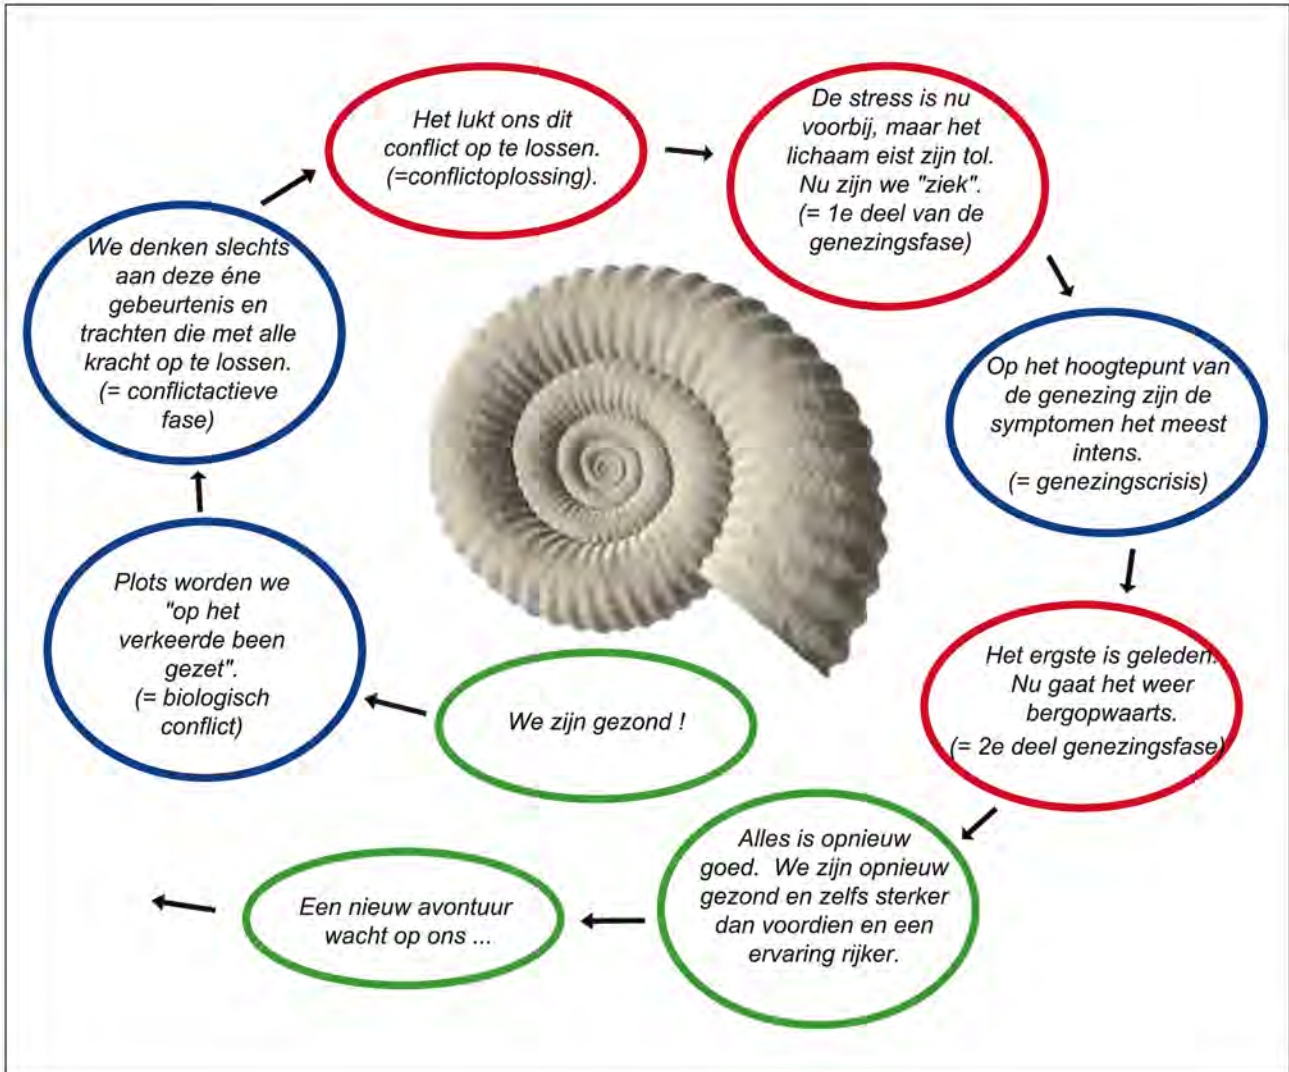 We zijn gezond !
Plots worden we
"op het
verkeerde been
gezet".
(= biologisch
conflict)
We denken slechts
aan deze éne
gebeurtenis en
trachten die met alle
kracht op te lossen.
(= conflictactieve
fase)
Het lukt ons dit
conflict op te lossen.
(=conflictoplossing).
De stress is nu
voorbij, maar het
lichaam eist zijn tol.
Nu zijn we "ziek".
(= 1e deel van de
genezingsfase)
Op het hoogtepunt van
de genezing zijn de
symptomen het meest
intens.
(= genezingscrisis)
Het ergste is geleden.
Nu gaat het weer
bergopwaarts.
(= 2e deel genezingsfase)
Alles is opnieuw
goed. We zijn opnieuw
gezond en zelfs sterker
dan voordien en een
ervaring rijker.
Een nieuw avontuur
wacht op ons ...